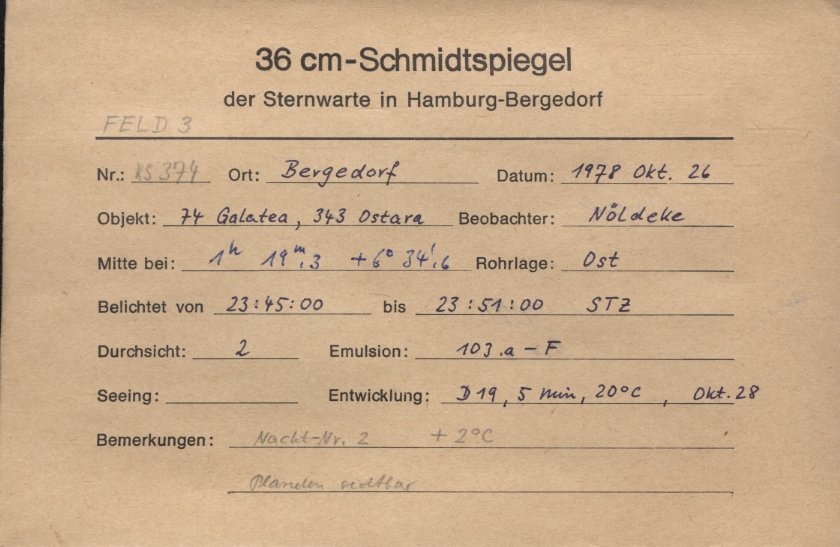 36 cm-Schmidtspiegel
der Sternwarte in Hamburg-Bergedorf
FELD 3
Nr.: KS 374 Ort: Bergedorf Datum: 1978 Okt. 26
Objekt: 74 Galatea, 343 Ostara Beobachter: Nöldeke
Mitte bei: 1h 19m.3 +6° 34'.6 Rohrlage: Ost
Belichtet von 23:45:00 bis 23:51:00 STZ
Durchsicht: 2 Emulsion: 103.a-F
Seeing: Entwicklung: D19, 5 min, 20°C, Okt. 28
Bemerkungen: Nacht-Nr. 2 +2°C
Planeten sichtbar